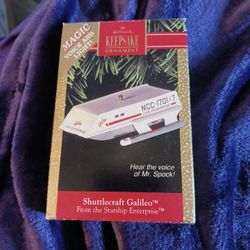 Hallmark
KEEPSAKE
ORNAMENT
MAGIC
VOICE AND
LIGHT!
NCC-1701/7
Hear the voice
of Mr. Spock!
Shuttlecraft Galileo™
From the Starship Enterprise™